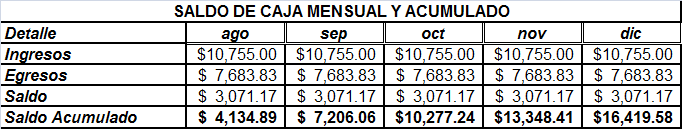 SALDO DE CAJA MENSUAL Y ACUMULADO
Detalle ago sep oct nov dic
Ingresos $10,755.00 $10,755.00 $10,755.00 $10,755.00 $10,755.00
Egresos $ 7,683.83 $ 7,683.83 $ 7,683.83 $ 7,683.83 $ 7,683.83
Saldo $ 3,071.17 $ 3,071.17 $ 3,071.17 $ 3,071.17 $ 3,071.17
Saldo Acumulado $ 4,134.89 $ 7,206.06 $10,277.24 $13,348.41 $16,419.58